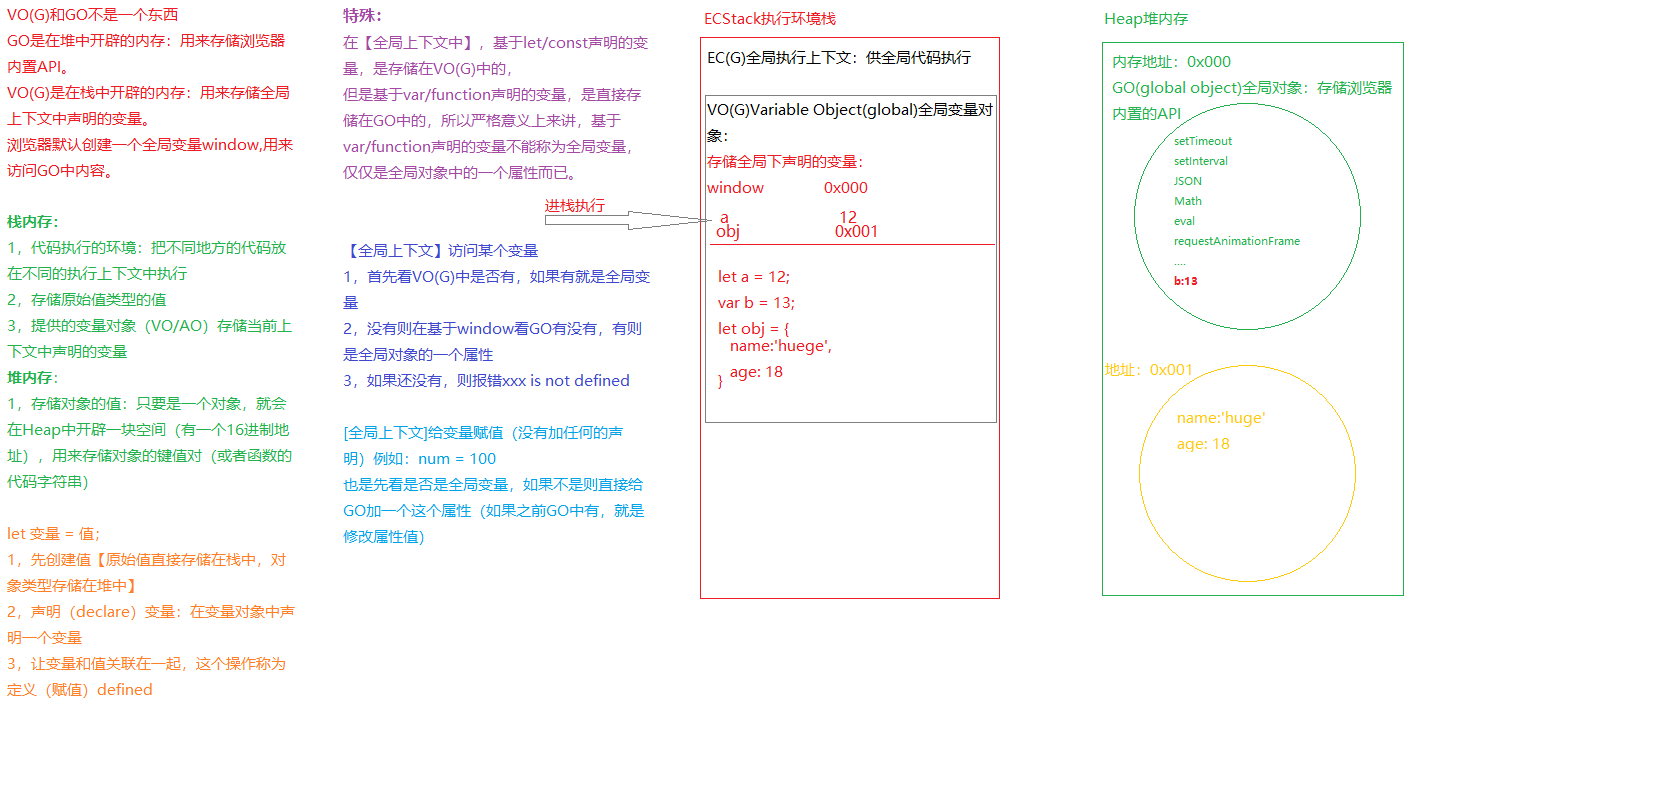 VO(G)和GO不是一个东西
GO是在堆中开辟的内存：用来存储浏览器
内置API。
VO(G)是在栈中开辟的内存：用来存储全局
上下文中声明的变量。
浏览器默认创建一个全局变量window,用来
访问GO中内容。
栈内存：
1，代码执行的环境：把不同地方的代码放
在不同的执行上下文中执行
2，存储原始值类型的值
3，提供的变量对象（VO/AO）存储当前上
下文中声明的变量
堆内存：
1，存储对象的值：只要是一个对象，就会
在Heap中开辟一块空间（有一个16进制地
址），用来存储对象的键值对（或者函数的
代码字符串）
let 变量 = 值;
1，先创建值【原始值直接存储在栈中，对
象类型存储在堆中】
2，声明（declare）变量：在变量对象中声
明一个变量
3，让变量和值关联在一起，这个操作称为
定义（赋值）defined
特殊：
在【全局上下文中】，基于let/const声明的变
量，是存储在VO(G)中的，
但是基于var/function声明的变量，是直接存
储在GO中的，所以严格意义上来讲，基于
var/function声明的变量不能称为全局变量，
仅仅是全局对象中的一个属性而已。
进栈执行
【全局上下文】访问某个变量
1，首先看VO(G)中是否有，如果有就是全局变
量
2，没有则在基于window看GO有没有，有则
是全局对象的一个属性
3，如果还没有，则报错xxx is not defined
[全局上下文]给变量赋值（没有加任何的声
明）例如：num = 100
也是先看是否是全局变量，如果不是则直接给
GO加一个这个属性（如果之前GO中有，就是
修改属性值）
ECStack执行环境栈
EC(G)全局执行上下文：供全局代码执行
VO(G)Variable Object(global)全局变量对
象：
存储全局下声明的变量：
window 0x000
a 12
obj 0x001
let a = 12;
var b = 13;
let obj = {
name:'huege',
age: 18
}
Heap堆内存
内存地址：0x000
GO(global object)全局对象：存储浏览器
内置的API
setTimeout
setInterval
JSON
Math
eval
requestAnimationFrame
....
b:13
地址：0x001
name:'huge'
age: 18